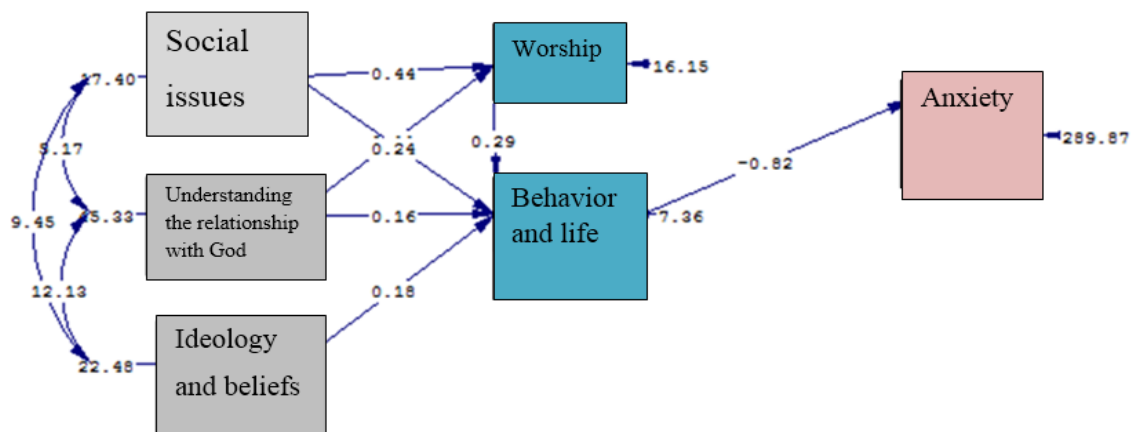 Social
issues
Worship
Anxiety
17.40
0.44
16.15
0.24
0.29
289.87
8.17
-0.82
Understanding
the relationship
with God
Behavior
and life
9.45
0.16
7.36
12.13
0.18
Ideology
and beliefs
22.48